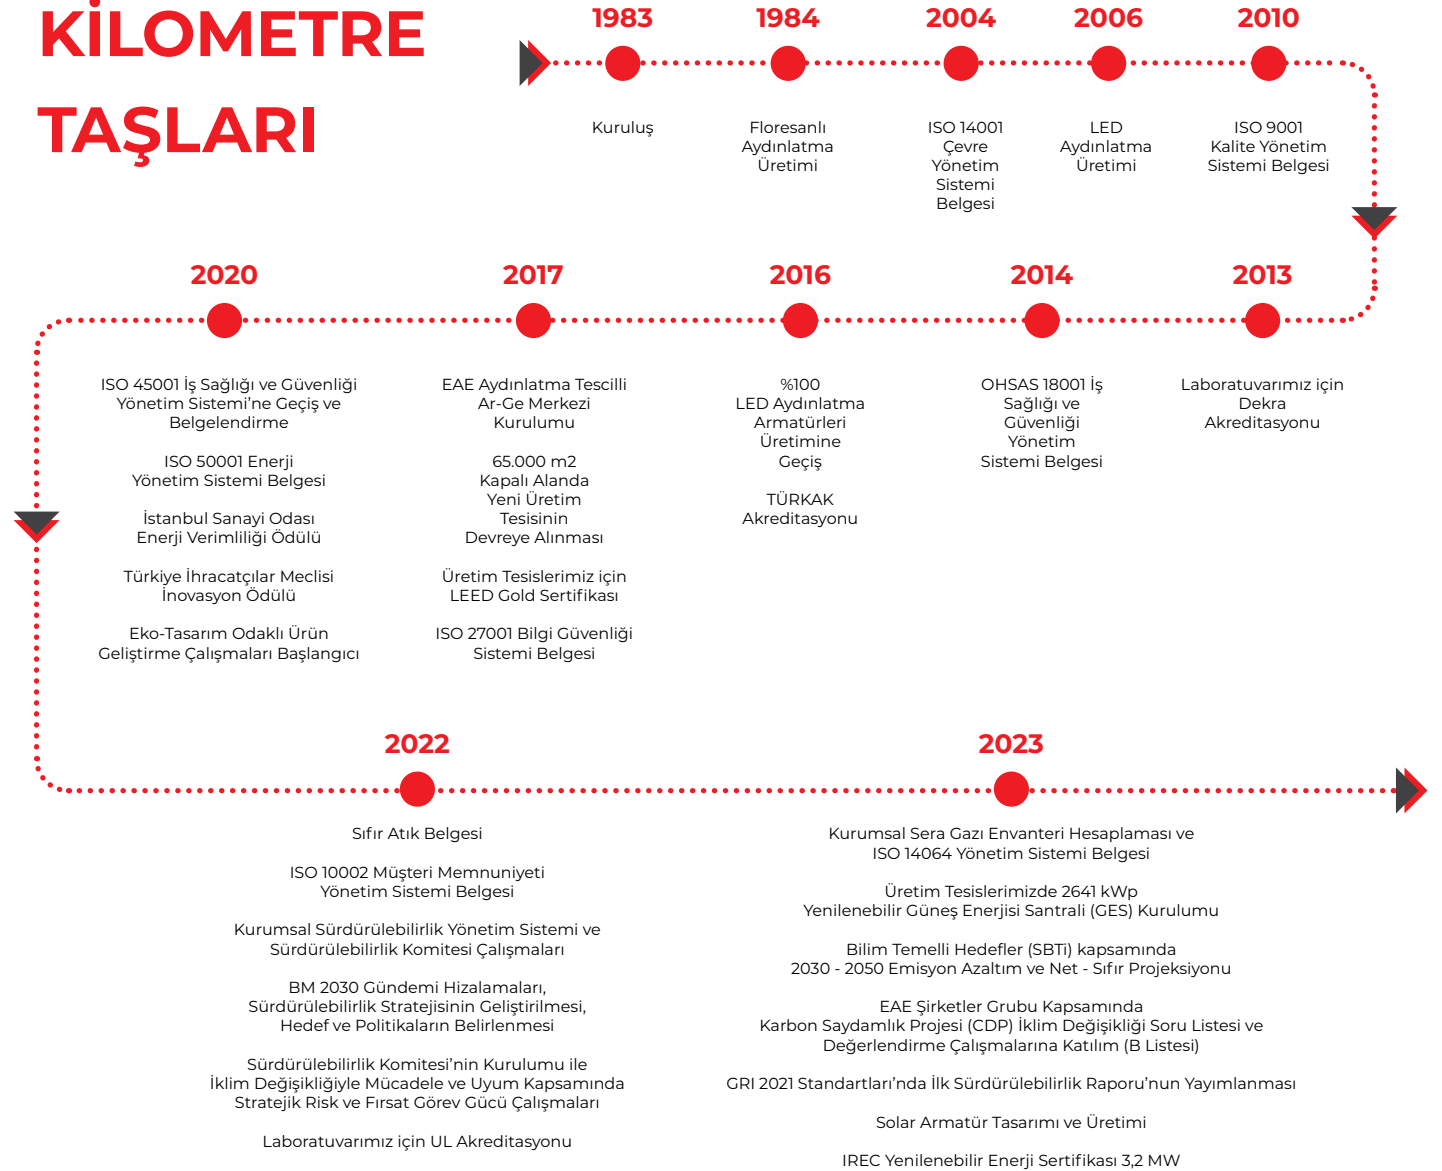 KİLOMETRE
TAŞLARI
1983
Kuruluş
1984
Floresanlı
Aydınlatma
Üretimi
2004
ISO 14001
Çevre
Yönetim
Sistemi
Belgesi
2006
LED
Aydınlatma
Üretimi
2010
ISO 9001
Kalite Yönetim
Sistemi Belgesi
2013
Laboratuvarımız için
Dekra
Akreditasyonu
2014
OHSAS 18001 İş
Sağlığı ve
Güvenliği
Yönetim
Sistemi Belgesi
2016
%100
LED Aydınlatma
Armatürleri
Üretimine
Geçiş
TÜRKAK
Akreditasyonu
2017
EAE Aydınlatma Tescilli
Ar-Ge Merkezi
Kurulumu
65.000 m2
Kapalı Alanda
Yeni Üretim
Tesisinin
Devreye Alınması
Üretim Tesislerimiz için
LEED Gold Sertifikası
ISO 27001 Bilgi Güvenliği
Sistemi Belgesi
2020
ISO 45001 İş Sağlığı ve Güvenliği
Yönetim Sistemi’ne Geçiş ve
Belgelendirme
ISO 50001 Enerji
Yönetim Sistemi Belgesi
İstanbul Sanayi Odası
Enerji Verimliliği Ödülü
Türkiye İhracatçılar Meclisi
İnovasyon Ödülü
Eko-Tasarım Odaklı Ürün
Geliştirme Çalışmaları Başlangıcı
2022
Sıfır Atık Belgesi
ISO 10002 Müşteri Memnuniyeti
Yönetim Sistemi Belgesi
Kurumsal Sürdürülebilirlik Yönetim Sistemi ve
Sürdürülebilirlik Komitesi Çalışmaları
BM 2030 Gündemi Hizalamaları,
Sürdürülebilirlik Stratejisinin Geliştirilmesi,
Hedef ve Politikaların Belirlenmesi
Sürdürülebilirlik Komitesi’nin Kurulumu ile
İklim Değişikliğiyle Mücadele ve Uyum Kapsamında
Stratejik Risk ve Fırsat Görev Gücü Çalışmaları
Laboratuvarımız için UL Akreditasyonu
2023
Kurumsal Sera Gazı Envanteri Hesaplaması ve
ISO 14064 Yönetim Sistemi Belgesi
Üretim Tesislerimizde 2641 kWp
Yenilenebilir Güneş Enerjisi Santrali (GES) Kurulumu
Bilim Temelli Hedefler (SBTi) kapsamında
2030 - 2050 Emisyon Azaltım ve Net - Sıfır Projeksiyonu
EAE Şirketler Grubu Kapsamında
Karbon Saydamlık Projesi (CDP) İklim Değişikliği Soru Listesi ve
Değerlendirme Çalışmalarına Katılım (B Listesi)
GRI 2021 Standartları’nda İlk Sürdürülebilirlik Raporu’nun Yayımlanması
Solar Armatür Tasarımı ve Üretimi
IREC Yenilenebilir Enerji Sertifikası 3,2 MW